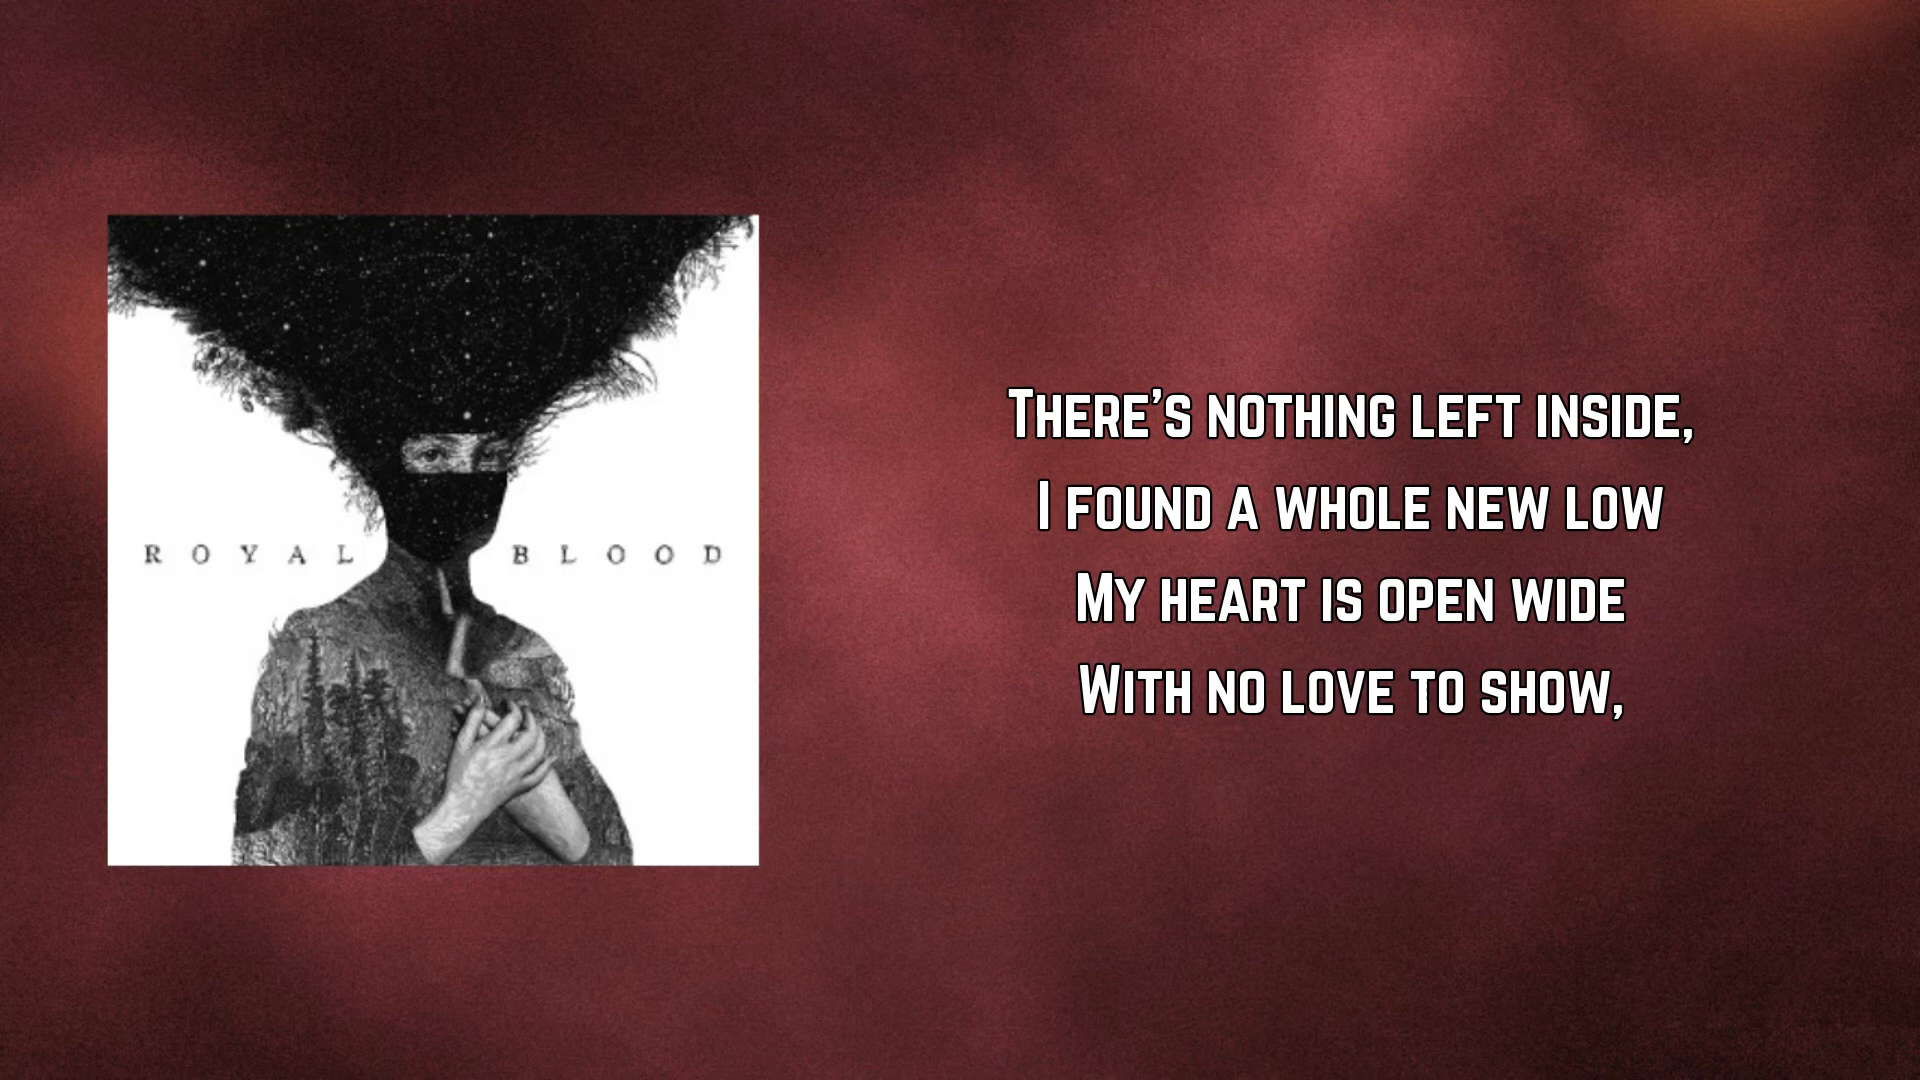 ROYAL BLOOD
There's nothing left inside,
I found a whole new low
My heart is open wide
With no love to show,